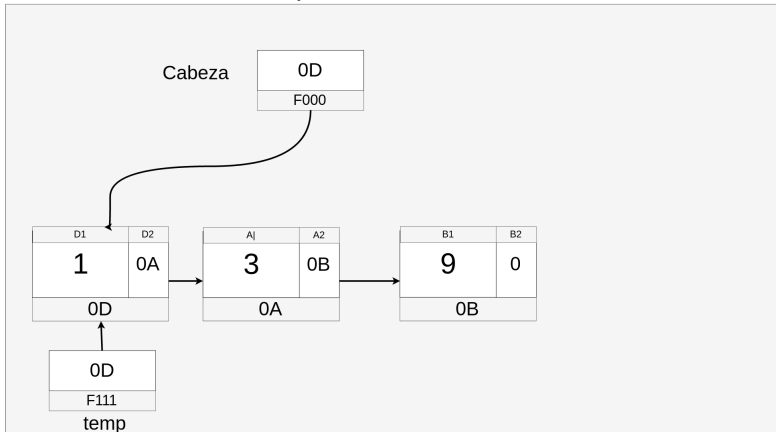 0D
Cabeza
F000
D1 D2 A| A2 B1 B2
1 0A 3 0B 9 0
0D 0A 0B
0D
F111
temp